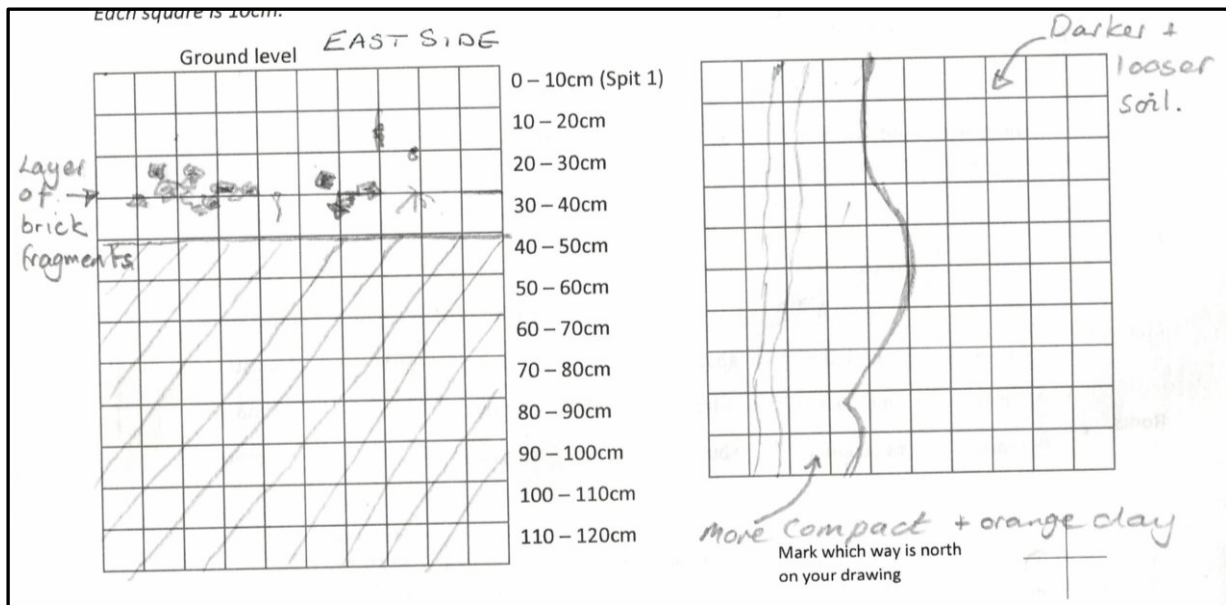 Each square is 10cm.
Ground level EAST SIDE
0 – 10cm (Spit 1)
10 – 20cm
20 – 30cm
30 – 40cm
40 – 50cm
50 – 60cm
60 – 70cm
70 – 80cm
80 – 90cm
90 – 100cm
100 – 110cm
110 – 120cm
Layer
of
brick
fragments
Darker +
looser
soil.
More compact + orange clay
Mark which way is north
on your drawing